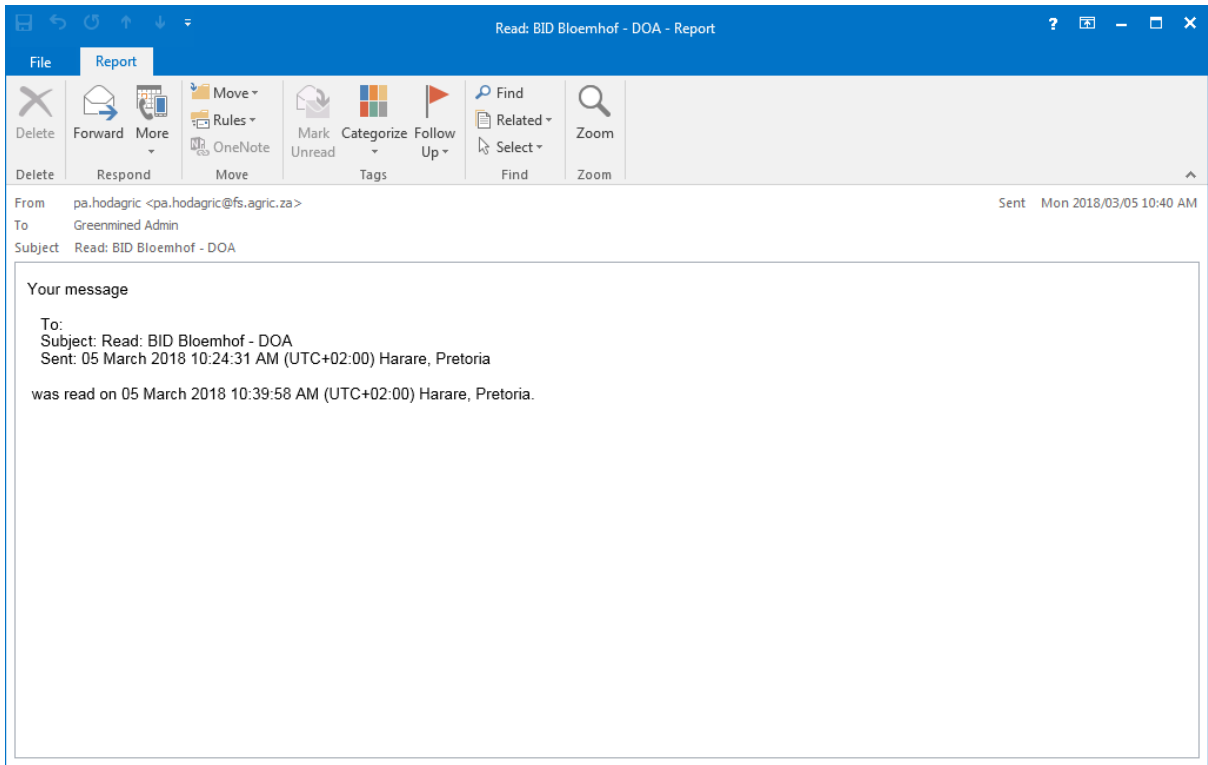 Read: BID Bloemhof - DOA - Report
File Report
Delete Forward More Move Rules OneNote Mark Unread Categorize Follow Up Find Related Select Zoom
Delete Respond Move Tags Find Zoom
From pa.hodagric <pa.hodagric@fs.agric.za> Sent Mon 2018/03/05 10:40 AM
To Greenmined Admin
Subject Read: BID Bloemhof - DOA
Your message
To:
Subject: Read: BID Bloemhof - DOA
Sent: 05 March 2018 10:24:31 AM (UTC+02:00) Harare, Pretoria
was read on 05 March 2018 10:39:58 AM (UTC+02:00) Harare, Pretoria.